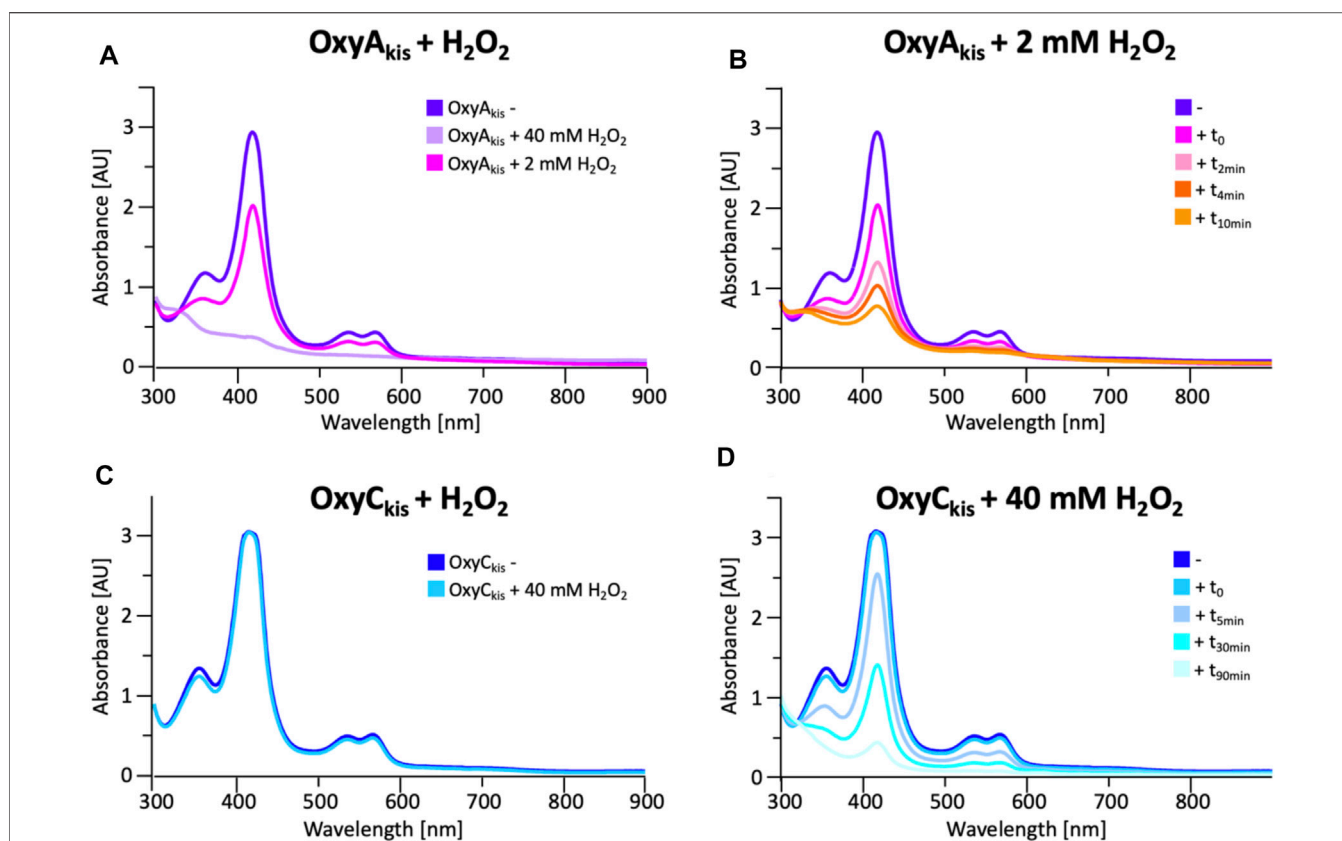 A
OxyAkis + H2O2
Absorbance [AU]
3
2
1
0
OxyAkis -
OxyAkis + 40 mM H2O2
OxyAkis + 2 mM H2O2
300 400 500 600 700 800 900
Wavelength [nm]
B
OxyAkis + 2 mM H2O2
Absorbance [AU]
3
2
1
0
-
+ t0
+ t2min
+ t4min
+ t10min
300 400 500 600 700 800
Wavelength [nm]
C
OxyCkis + H2O2
Absorbance [AU]
3
2
1
0
OxyCkis -
OxyCkis + 40 mM H2O2
300 400 500 600 700 800 900
Wavelength [nm]
D
OxyCkis + 40 mM H2O2
Absorbance [AU]
3
2
1
0
-
+ t0
+ t5min
+ t30min
+ t90min
300 400 500 600 700 800
Wavelength [nm]